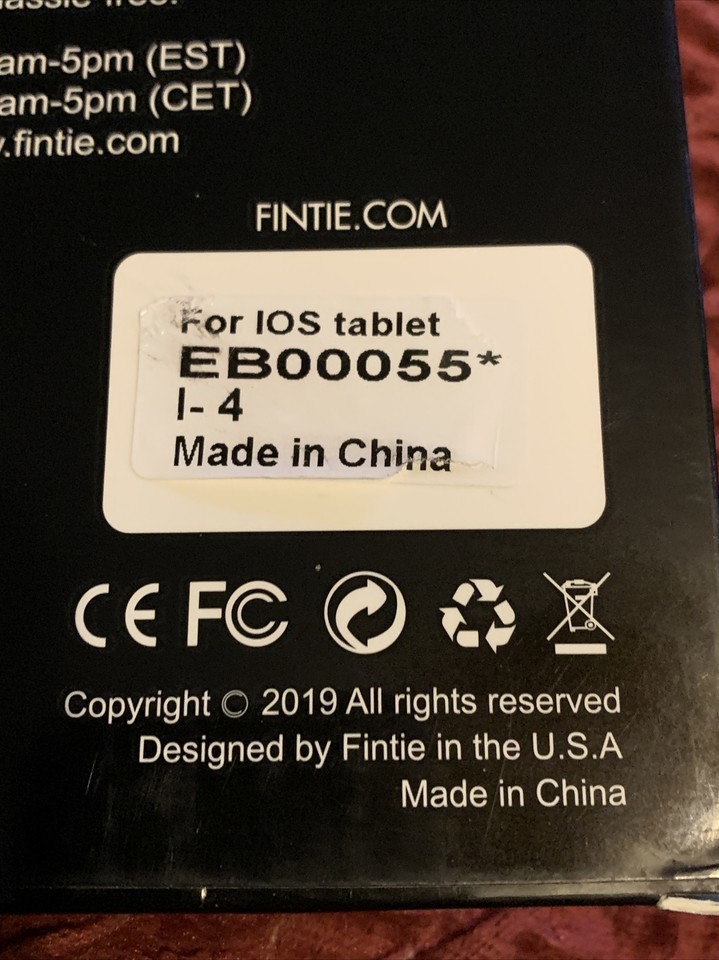 am-5pm (EST)
am-5pm (CET)
.fintie.com
FINTIE.COM
For IOS tablet
EB00055*
I- 4
Made in China
CE FC
Copyright © 2019 All rights reserved
Designed by Fintie in the U.S.A
Made in China